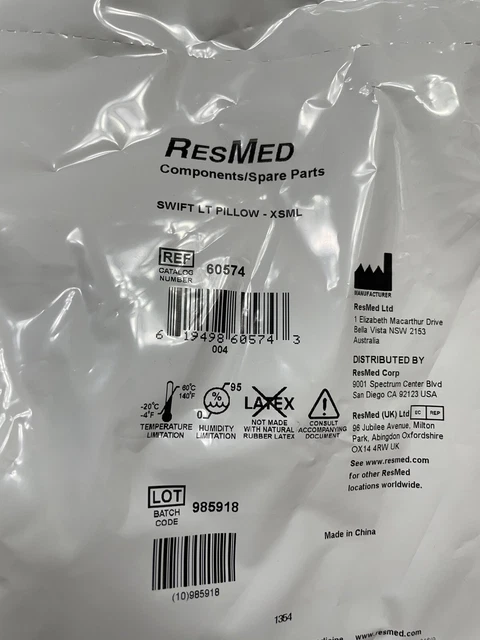 RESMED
Components/Spare Parts
SWIFT LT PILLOW - XSML
REF
CATALOG
NUMBER
60574
6 19498 60574 3
004
-20°C
-4°F
60°C
140°F
TEMPERATURE
LIMITATION
%
95
0
HUMIDITY
LIMITATION
LATEX
NOT MADE
WITH NATURAL
RUBBER LATEX
!
CONSULT
ACCOMPANYING
DOCUMENT
LOT
BATCH
CODE
985918
(10)985918
MANUFACTURER
ResMed Ltd
1 Elizabeth Macarthur Drive
Bella Vista NSW 2153
Australia
DISTRIBUTED BY
ResMed Corp
9001 Spectrum Center Blvd
San Diego CA 92123 USA
ResMed (UK) Ltd EC REP
96 Jubilee Avenue, Milton
Park, Abingdon Oxfordshire
OX14 4RW UK
See www.resmed.com
for other ResMed
locations worldwide.
Made in China
1364
www.resmed.com